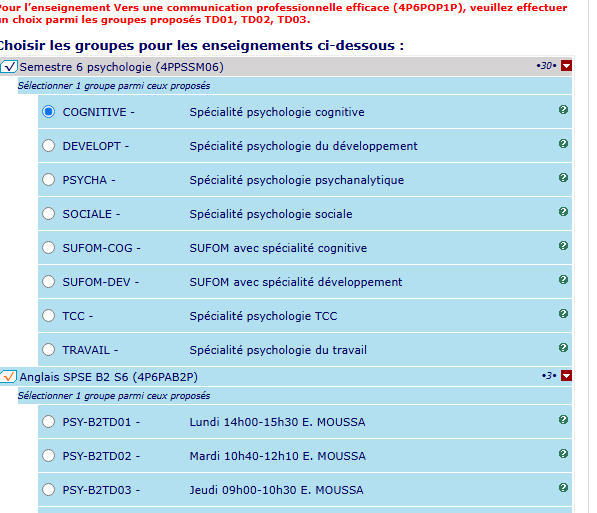 Pour l'enseignement Vers une communication professionnelle efficace (4P6POP1P), veuillez effectuer
un choix parmi les groupes proposés TD01, TD02, TD03.
Choisir les groupes pour les enseignements ci-dessous :
Semestre 6 psychologie (4PPSSM06) •30•
Sélectionner 1 groupe parmi ceux proposés
COGNITIVE - Spécialité psychologie cognitive ?
DEVELOPT - Spécialité psychologie du développement ?
PSYCHA - Spécialité psychologie psychanalytique ?
SOCIALE - Spécialité psychologie sociale ?
SUFOM-COG - SUFOM avec spécialité cognitive ?
SUFOM-DEV - SUFOM avec spécialité développement ?
TCC - Spécialité psychologie TCC ?
TRAVAIL - Spécialité psychologie du travail ?
Anglais SPSE B2 S6 (4P6PAB2P) •3•
Sélectionner 1 groupe parmi ceux proposés
PSY-B2TD01 - Lundi 14h00-15h30 E. MOUSSA ?
PSY-B2TD02 - Mardi 10h40-12h10 E. MOUSSA ?
PSY-B2TD03 - Jeudi 09h00-10h30 E. MOUSSA ?